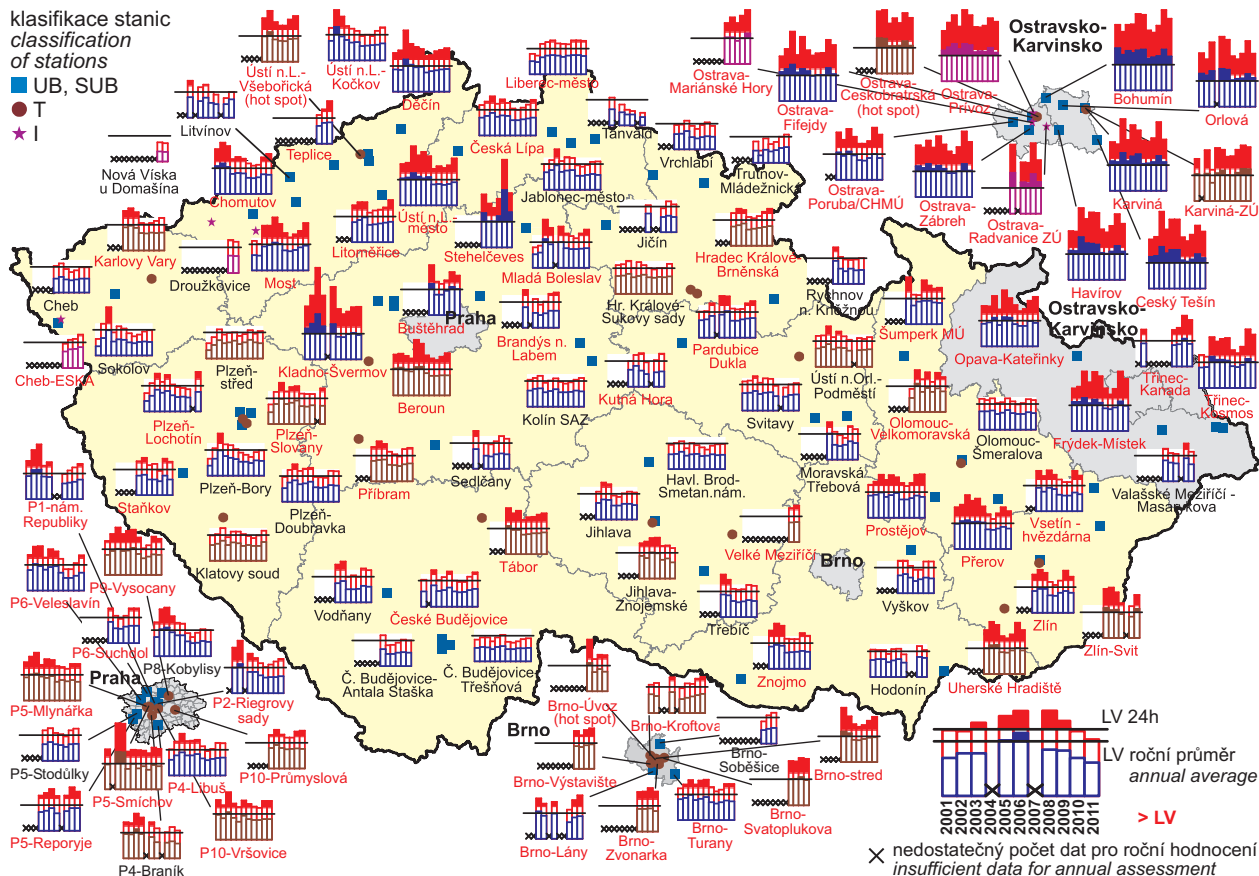 klasifikace stanic
classification
of stations
UB, SUB
T
I
Ústí n.L.-
Všebořická
(hot spot)
Ústí n.L.-
Kočkov
Děčín
Liberec-město
Ostrava-
Mariánské Hory
Ostrava-
Fifejdy
Ostrava-
Českobratrská
(hot spot)
Ostrava-
Přívoz
Ostravsko-
Karvinsko
Bohumín
Orlová
Litvínov
Teplice
Česká Lípa
Tanvald
Vrchlabí
Trutnov-
Mládežnická
Ostrava-
Poruba/CHMÚ
Ostrava-
Zábřeh
Ostrava-
Radvanice ZÚ
Karviná
Karviná-ZÚ
Nová Víska
u Domašína
Chomutov
Ústí n.L.-
město
Jablonec-město
Jičín
Hradec Králové-
Brněnská
Havířov
Český Těšín
Karlovy Vary
Droužkovice
Most
Litoměřice
Stehelčeves
Mladá Boleslav
Hr. Králové-
Sukovy sady
Rychnov
n. Kněžnou
Cheb
Cheb-ESKA
Sokolov
Plzeň-
střed
Kladno-Švermov
Buštěhrad
Praha
Brandýs n.
Labem
Pardubice
Dukla
Šumperk MÚ
Opava-Kateřinky
Ostravsko-
Karvinsko
Třinec-
Kanada
Třinec-
Kosmos
Plzeň-
Lochotín
Plzeň-
Slovany
Beroun
Kolín SAZ
Kutná Hora
Svitavy
Ústí n.Orl.-
Podměstí
Olomouc-
Velkomoravská
Olomouc-
Šmeralova
Frýdek-Místek
Valašské Meziříčí -
Masarykova
P1-nám.
Republiky
Staňkov
Plzeň-Bory
Plzeň-
Doubravka
Příbram
Sedlčany
Havl. Brod-
Smetan.nám.
Moravská
Třebová
Prostějov
Přerov
Vsetín -
hvězdárna
Klatovy soud
Tábor
Jihlava
Velké Meziříčí
Brno
Vyškov
Zlín
Zlín-Svit
P9-Vysocany
P6-Veleslavín
P6-Suchdol
P8-Kobylisy
Vodňany
České Budějovice
Jihlava-
Znojemské
Třebíč
Praha
P5-Mlynářka
P2-Riegrovy
sady
Č. Budějovice-
Antala Staška
Č. Budějovice-
Třešňová
Znojmo
Hodonín
Uherské Hradiště
P5-Stodůlky
P5-Smíchov
P4-Libuš
P10-Průmyslová
P5-Reporyje
P4-Braník
P10-Vršovice
Brno
Brno-Úvoz
(hot spot)
Brno-Kroftova
Brno-
Soběšice
Brno-stred
Brno-Výstaviště
Brno-Lány
Brno-
Zvonarka
Brno-
Turany
Brno-
Svatoplukova
LV 24h
LV roční průměr
annual average
2001 2002 2003 2004 2005 2006 2007 2008 2009 2010 2011
> LV
nedostatečný počet dat pro roční hodnocení
insufficient data for annual assessment